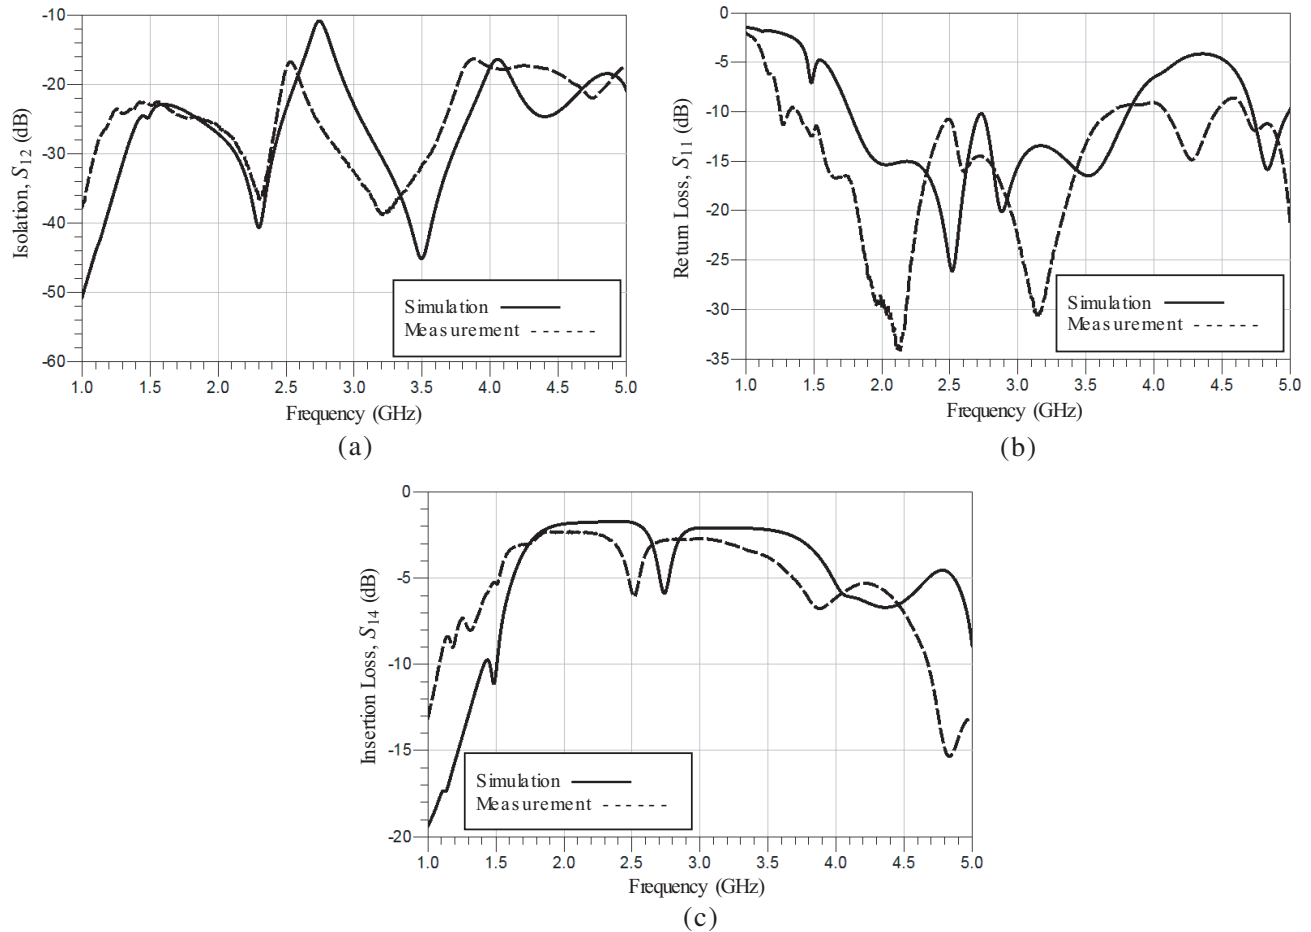 -10
-20
-30
-40
-50
-60
Isolation, S12 (dB)
Simulation
Measurement
1.0 1.5 2.0 2.5 3.0 3.5 4.0 4.5 5.0
Frequency (GHz)
(a)
0
-5
-10
-15
-20
-25
-30
-35
Return Loss, S11 (dB)
Simulation
Measurement
1.0 1.5 2.0 2.5 3.0 3.5 4.0 4.5 5.0
Frequency (GHz)
(b)
0
-5
-10
-15
-20
Insertion Loss, S14 (dB)
Simulation
Measurement
1.0 1.5 2.0 2.5 3.0 3.5 4.0 4.5 5.0
Frequency (GHz)
(c)